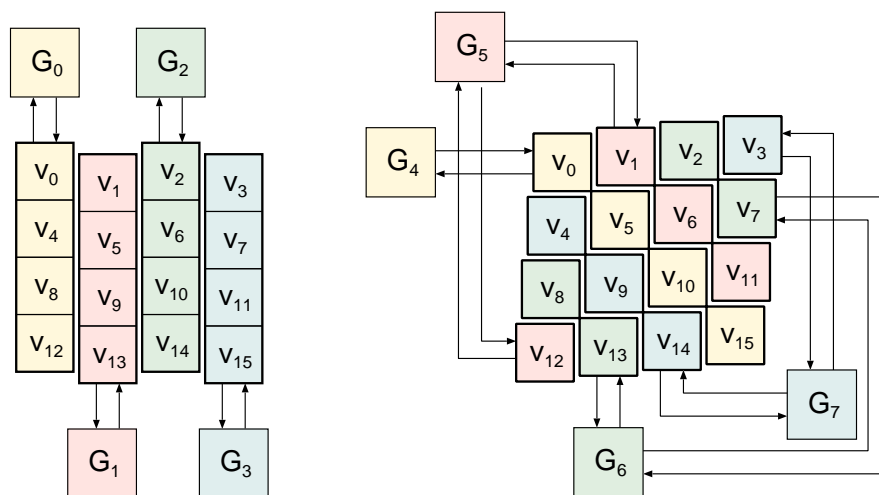 G₀ G₂
v₀ v₁ v₂ v₃
v₄ v₅ v₆ v₇
v₈ v₉ v₁₀ v₁₁
v₁₂ v₁₃ v₁₄ v₁₅
G₁ G₃
G₅
G₄
v₀ v₁ v₂ v₃
v₄ v₅ v₆ v₇
v₈ v₉ v₁₀ v₁₁
v₁₂ v₁₃ v₁₄ v₁₅
G₇
G₆